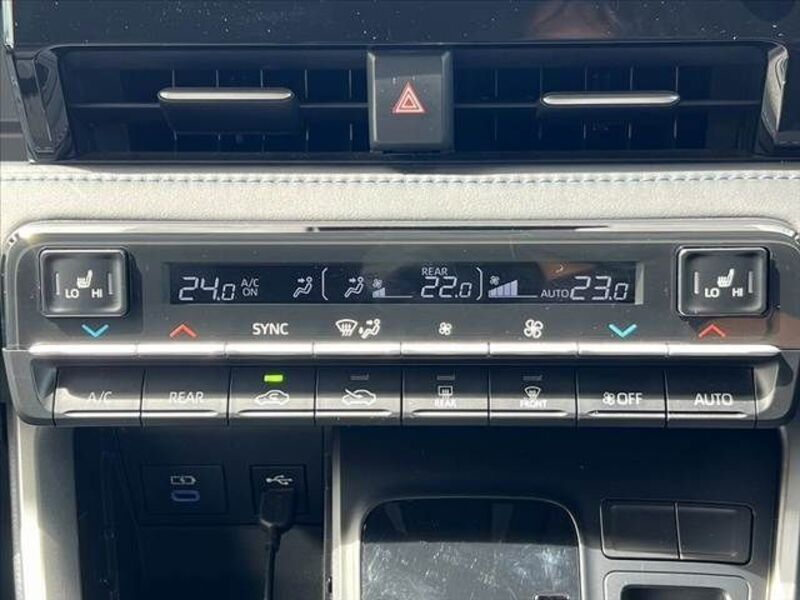 LO HI
24.0 A/C ON
REAR 22.0
AUTO 23.0
LO HI
SYNC
A/C
REAR
REAR
FRONT
OFF
AUTO